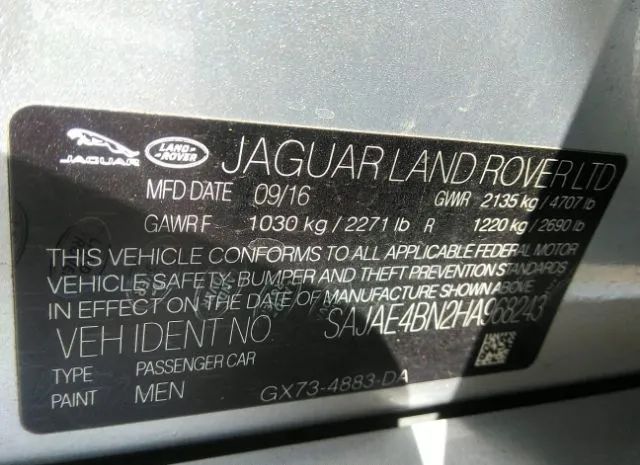 JAGUAR
LAND-
ROVER
JAGUAR LAND ROVER LTD
MFD DATE 09/16 GVWR 2135 kg / 4707 lb
GAWR F 1030 kg / 2271 lb R 1220 kg / 2690 lb
THIS VEHICLE CONFORMS TO ALL APPLICABLE FEDERAL MOTOR
VEHICLE SAFETY, BUMPER AND THEFT PREVENTION STANDARDS
IN EFFECT ON THE DATE OF MANUFACTURE SHOWN ABOVE
VEH IDENT NO SAJAE4BN2HA968243
TYPE PASSENGER CAR
PAINT MEN GX73-4883-DA